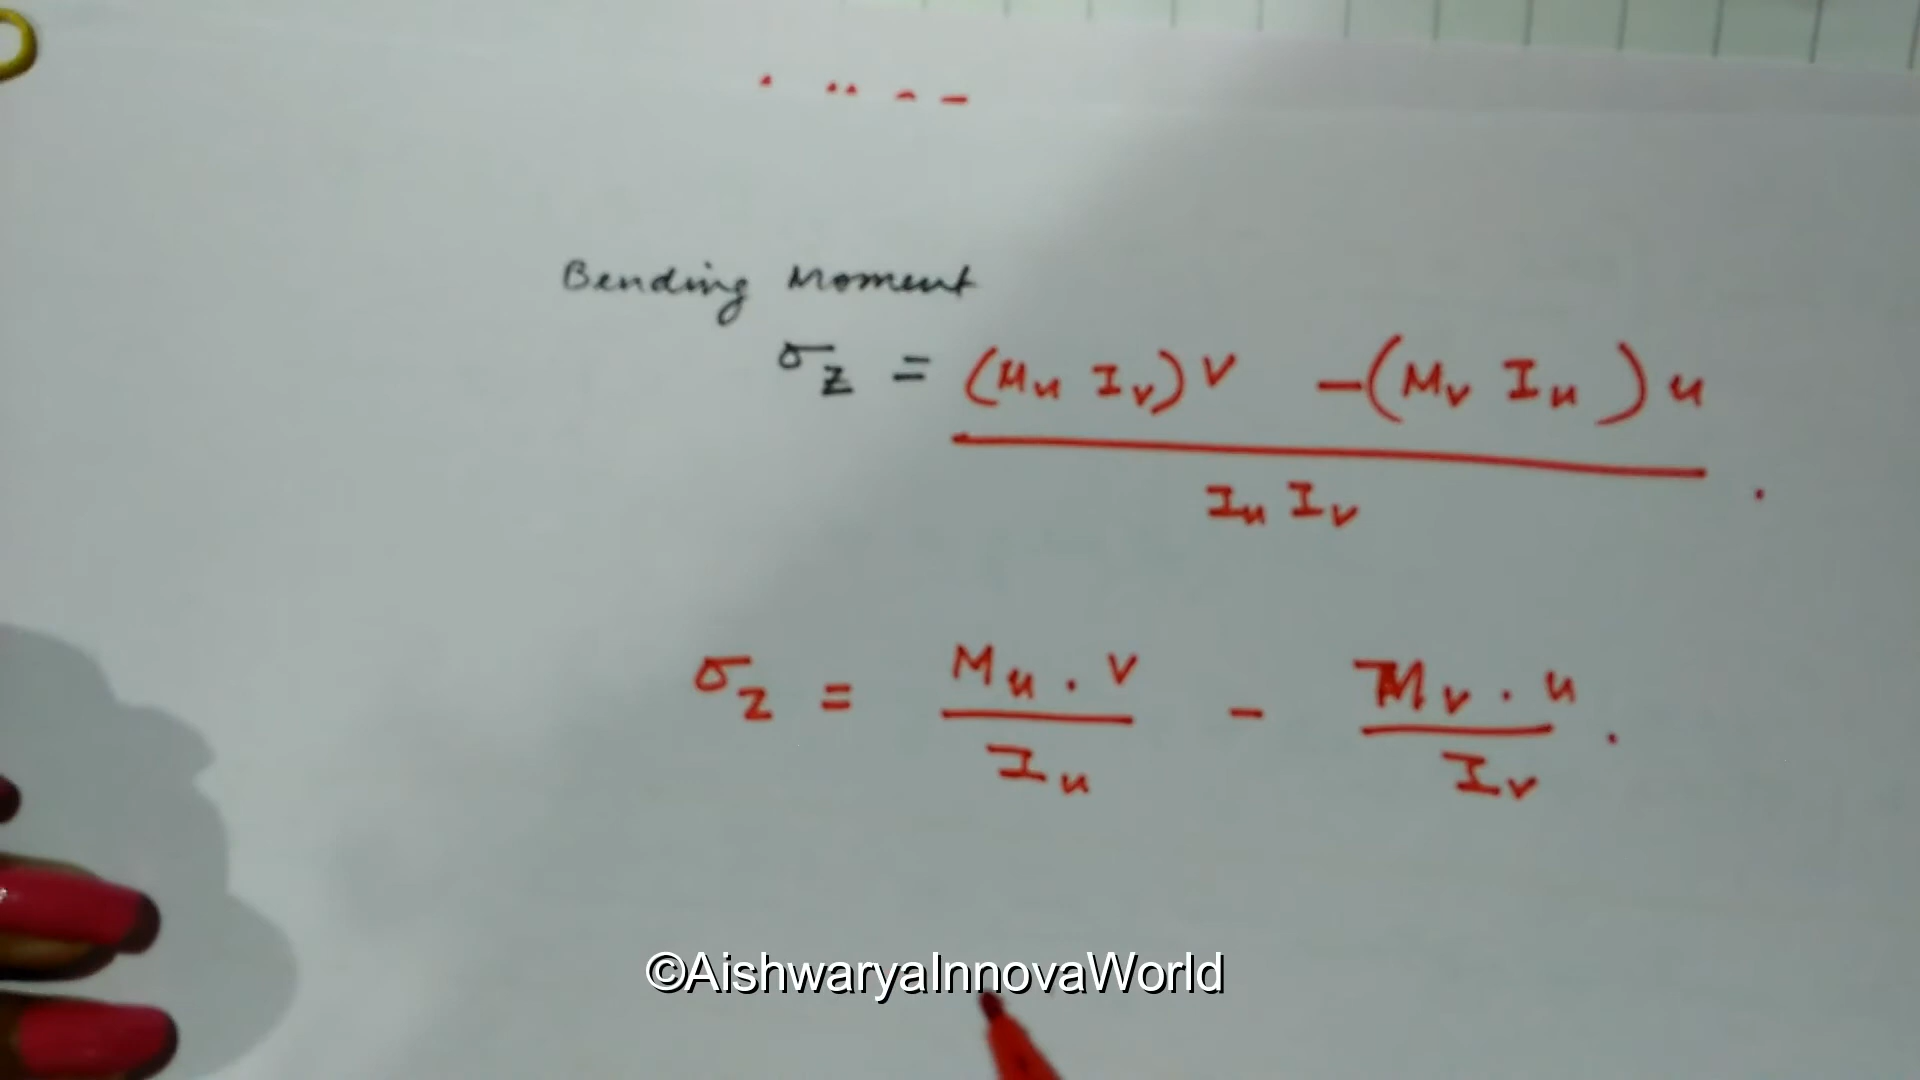 Bending Moment
σz = (Mu Iv) v - (Mv Iu) u
Iu Iv .
σz = Mu . v / Iu - Mv . u / Iv .
©AishwaryaInnovaWorld